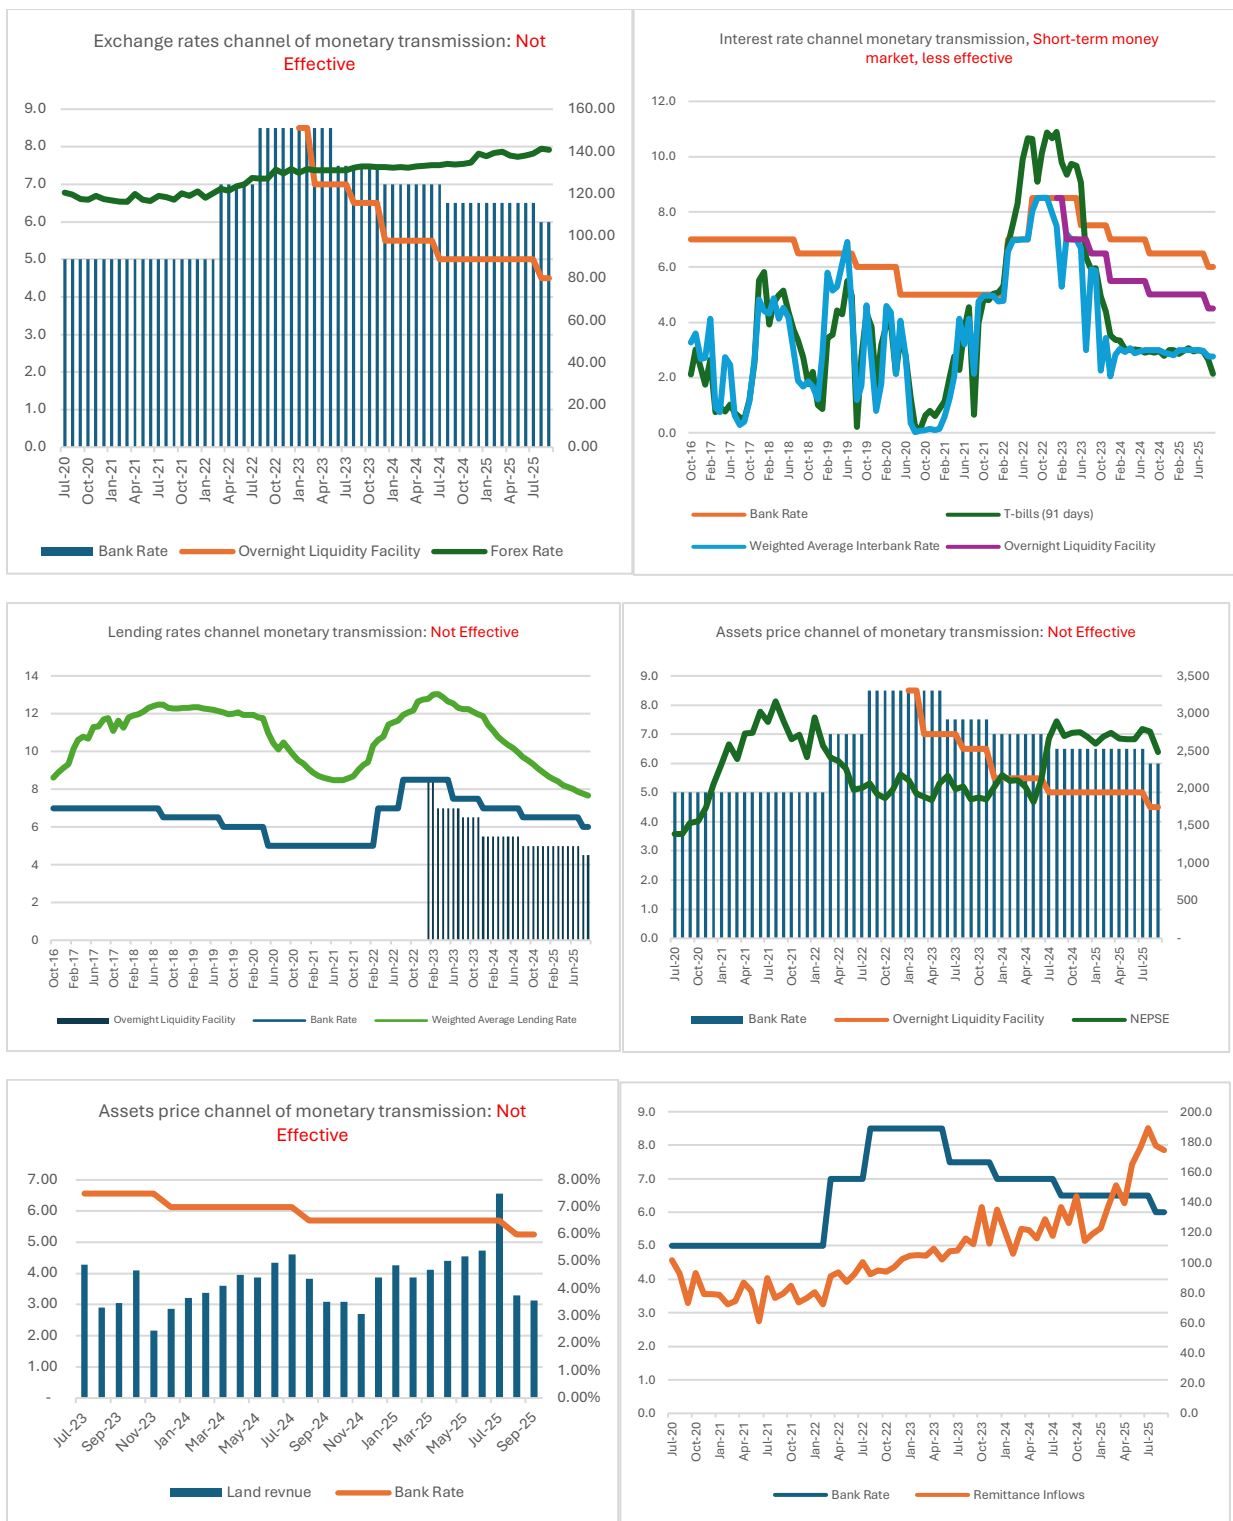 Exchange rates channel of monetary transmission: Not
Effective
9.0
8.0
7.0
6.0
5.0
4.0
3.0
2.0
1.0
0.0
160.00
140.00
120.00
100.00
80.00
60.00
40.00
20.00
0.00
Jul-20
Oct-20
Jan-21
Apr-21
Jul-21
Oct-21
Jan-22
Apr-22
Jul-22
Oct-22
Jan-23
Apr-23
Jul-23
Oct-23
Jan-24
Apr-24
Jul-24
Oct-24
Jan-25
Apr-25
Jul-25
Bank Rate Overnight Liquidity Facility Forex Rate
Interest rate channel monetary transmission, Short-term money
market, less effective
12.0
10.0
8.0
6.0
4.0
2.0
0.0
Oct-16
Feb-17
Jun-17
Oct-17
Feb-18
Jun-18
Oct-18
Feb-19
Jun-19
Oct-19
Feb-20
Jun-20
Oct-20
Feb-21
Jun-21
Oct-21
Feb-22
Jun-22
Oct-22
Feb-23
Jun-23
Oct-23
Feb-24
Jun-24
Oct-24
Feb-25
Jun-25
Bank Rate T-bills (91 days)
Weighted Average Interbank Rate Overnight Liquidity Facility
Lending rates channel monetary transmission: Not Effective
14
12
10
8
6
4
2
0
Oct-16
Feb-17
Jun-17
Oct-17
Feb-18
Jun-18
Oct-18
Feb-19
Jun-19
Oct-19
Feb-20
Jun-20
Oct-20
Feb-21
Jun-21
Oct-21
Feb-22
Jun-22
Oct-22
Feb-23
Jun-23
Oct-23
Feb-24
Jun-24
Oct-24
Feb-25
Jun-25
Overnight Liquidity Facility Bank Rate Weighted Average Lending Rate
Assets price channel of monetary transmission: Not Effective
9.0
8.0
7.0
6.0
5.0
4.0
3.0
2.0
1.0
0.0
3,500
3,000
2,500
2,000
1,500
1,000
500
-
Jul-20
Oct-20
Jan-21
Apr-21
Jul-21
Oct-21
Jan-22
Apr-22
Jul-22
Oct-22
Jan-23
Apr-23
Jul-23
Oct-23
Jan-24
Apr-24
Jul-24
Oct-24
Jan-25
Apr-25
Jul-25
Bank Rate Overnight Liquidity Facility NEPSE
Assets price channel of monetary transmission: Not
Effective
7.00
6.00
5.00
4.00
3.00
2.00
1.00
-
8.00%
7.00%
6.00%
5.00%
4.00%
3.00%
2.00%
1.00%
0.00%
Jul-23
Sep-23
Nov-23
Jan-24
Mar-24
May-24
Jul-24
Sep-24
Nov-24
Jan-25
Mar-25
May-25
Jul-25
Sep-25
Land revnue Bank Rate
9.0
8.0
7.0
6.0
5.0
4.0
3.0
2.0
1.0
0.0
200.0
180.0
160.0
140.0
120.0
100.0
80.0
60.0
40.0
20.0
0.0
Jul-20
Oct-20
Jan-21
Apr-21
Jul-21
Oct-21
Jan-22
Apr-22
Jul-22
Oct-22
Jan-23
Apr-23
Jul-23
Oct-23
Jan-24
Apr-24
Jul-24
Oct-24
Jan-25
Apr-25
Jul-25
Bank Rate Remittance Inflows